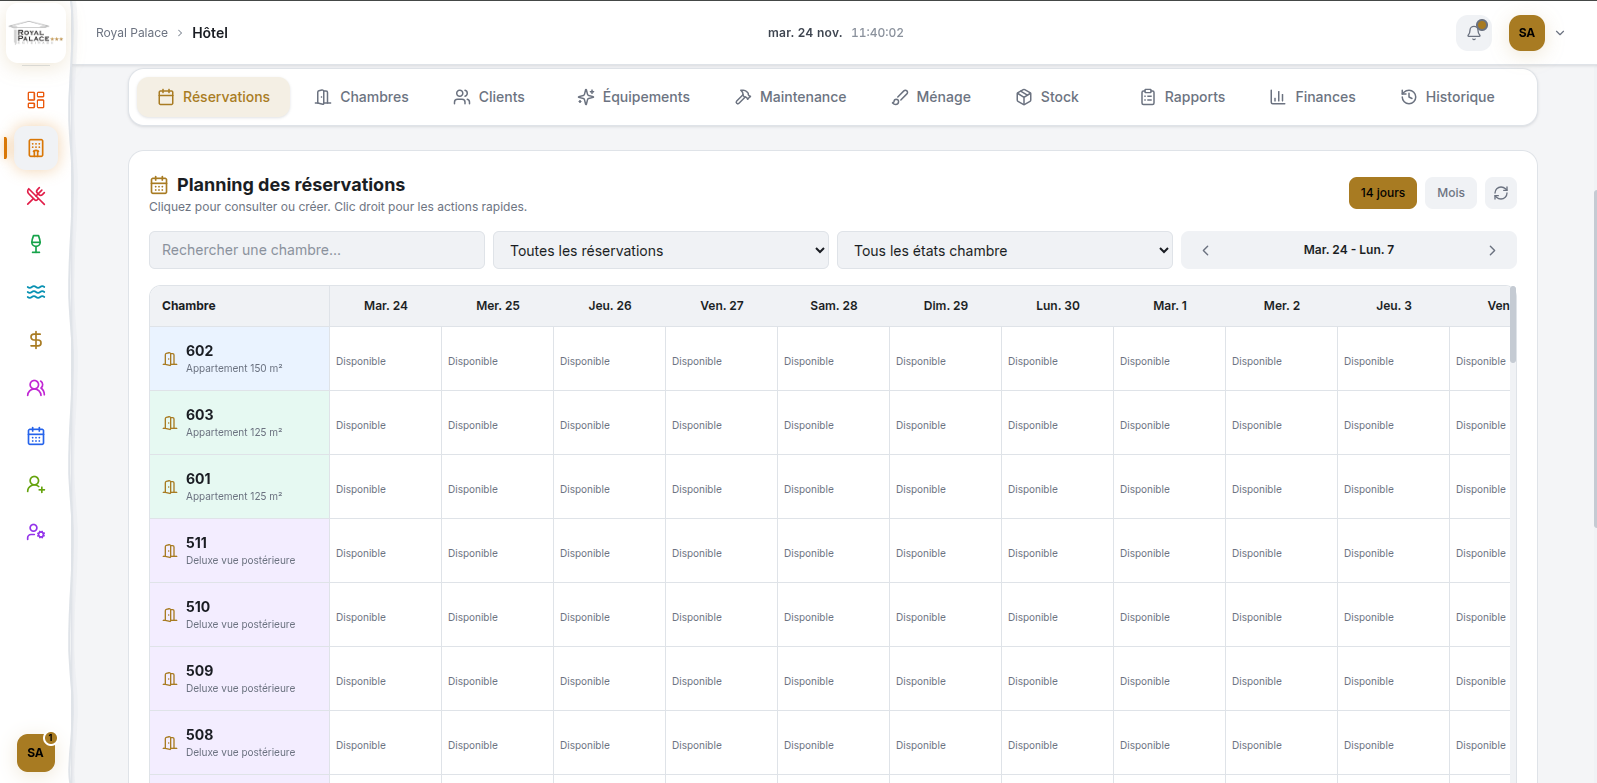 ROYAL
PALACE
Royal Palace > Hôtel
mar. 24 nov. 11:40:02
SA
Réservations Chambres Clients Équipements Maintenance Ménage Stock Rapports Finances Historique
Planning des réservations
Cliquez pour consulter ou créer. Clic droit pour les actions rapides.
14 jours Mois
Rechercher une chambre... Toutes les réservations Tous les états chambre Mar. 24 - Lun. 7
Chambre Mar. 24 Mer. 25 Jeu. 26 Ven. 27 Sam. 28 Dim. 29 Lun. 30 Mar. 1 Mer. 2 Jeu. 3 Ven
602
Appartement 150 m²
Disponible Disponible Disponible Disponible Disponible Disponible Disponible Disponible Disponible Disponible Disponible
603
Appartement 125 m²
Disponible Disponible Disponible Disponible Disponible Disponible Disponible Disponible Disponible Disponible Disponible
601
Appartement 125 m²
Disponible Disponible Disponible Disponible Disponible Disponible Disponible Disponible Disponible Disponible Disponible
511
Deluxe vue postérieure
Disponible Disponible Disponible Disponible Disponible Disponible Disponible Disponible Disponible Disponible Disponible
510
Deluxe vue postérieure
Disponible Disponible Disponible Disponible Disponible Disponible Disponible Disponible Disponible Disponible Disponible
509
Deluxe vue postérieure
Disponible Disponible Disponible Disponible Disponible Disponible Disponible Disponible Disponible Disponible Disponible
508
Deluxe vue postérieure
Disponible Disponible Disponible Disponible Disponible Disponible Disponible Disponible Disponible Disponible Disponible
SA 1